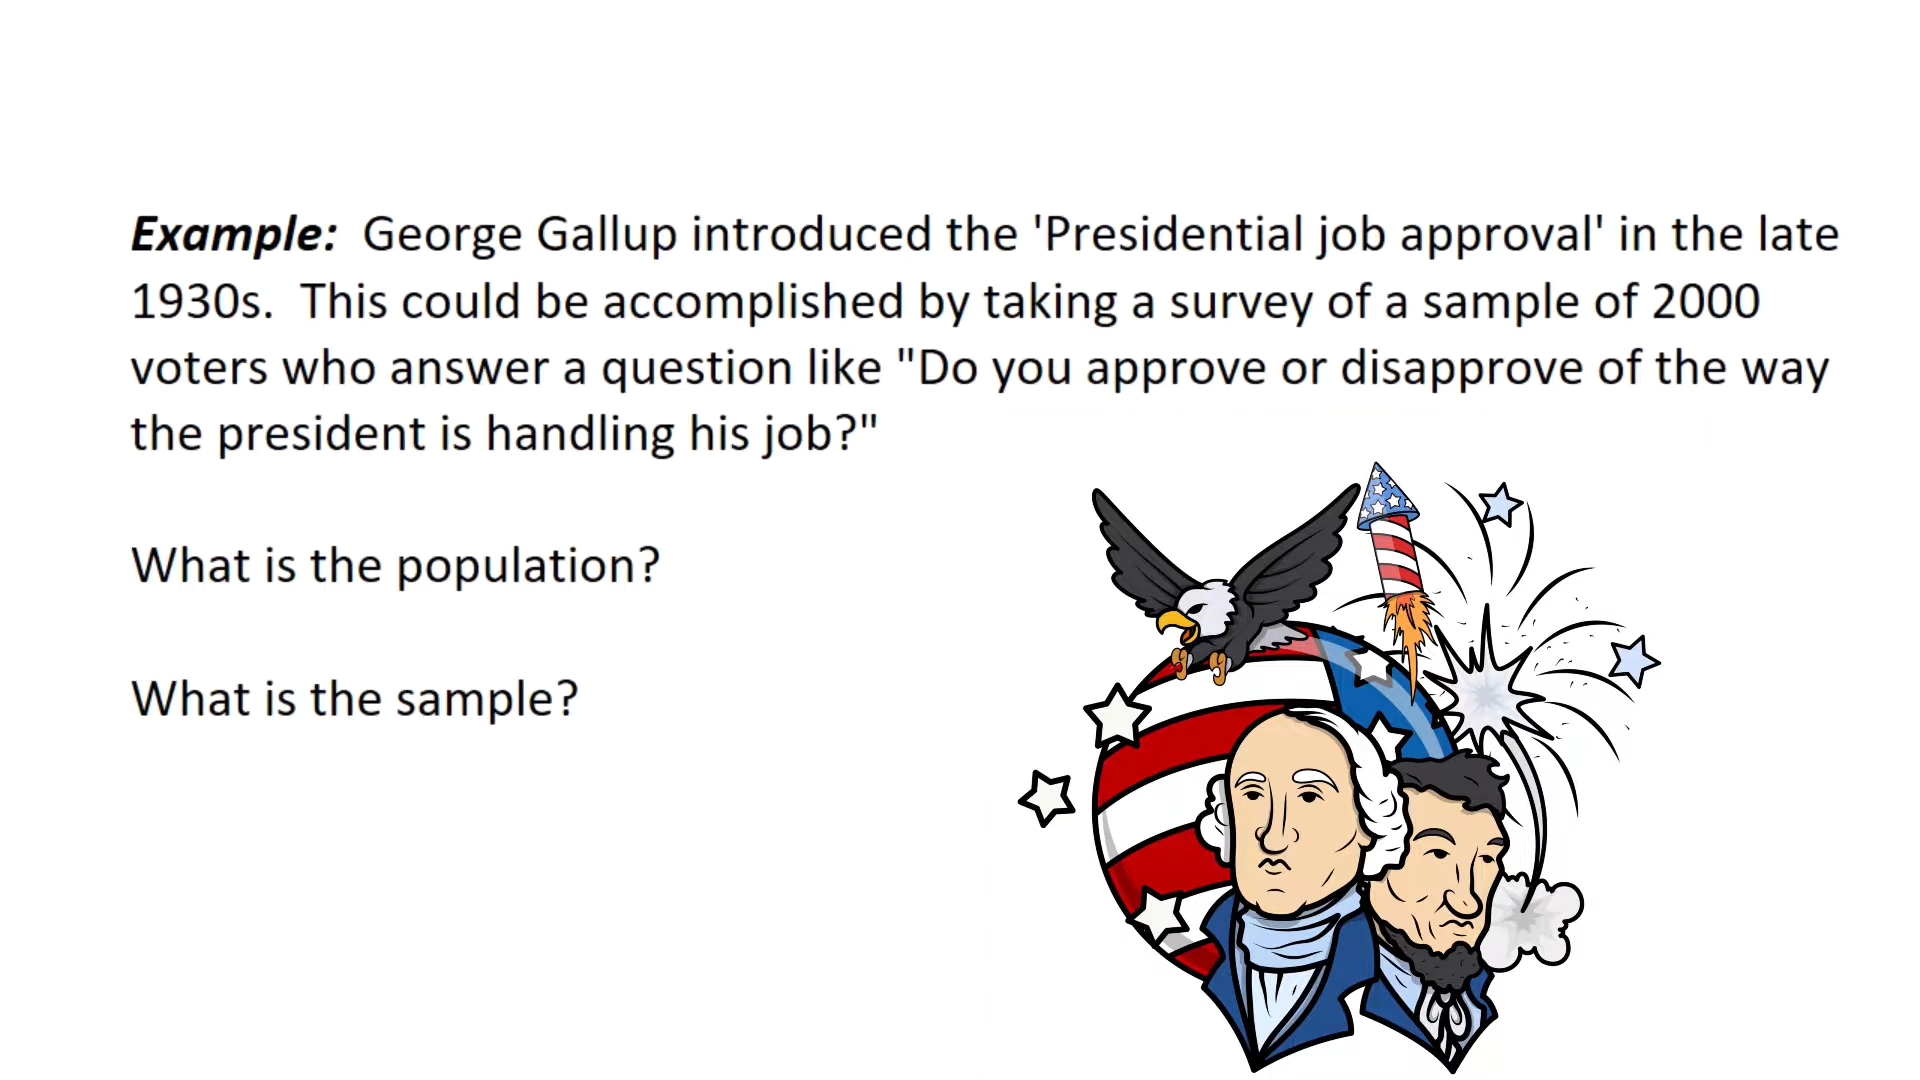 Example:  George Gallup introduced the 'Presidential job approval' in the late
1930s.  This could be accomplished by taking a survey of a sample of 2000
voters who answer a question like "Do you approve or disapprove of the way
the president is handling his job?"
What is the population?
What is the sample?